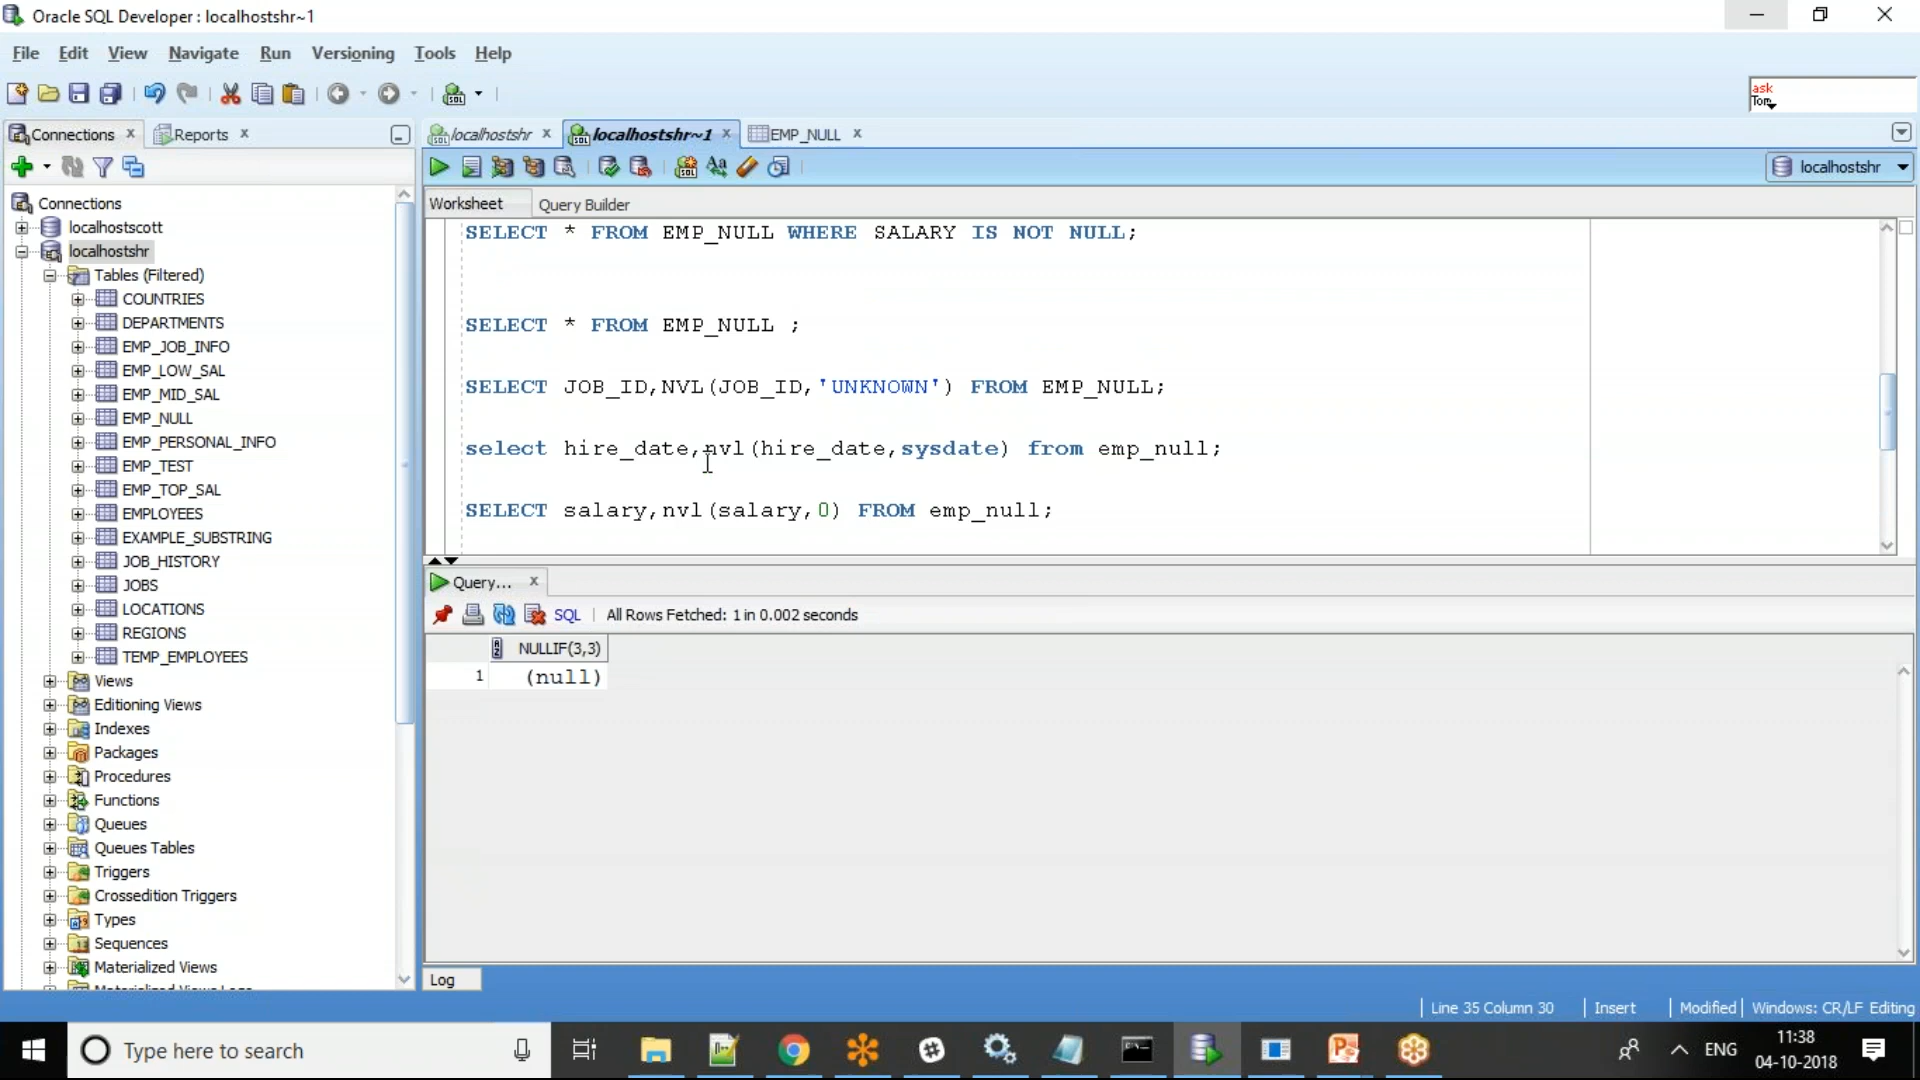 Oracle SQL Developer : localhostshr~1
File Edit View Navigate Run Versioning Tools Help
ask
Tom
Connections Reports
localhostshr localhostshr~1 EMP_NULL
localhostshr
Worksheet Query Builder
Connections
localhostscott
localhostshr
Tables (Filtered)
COUNTRIES
DEPARTMENTS
EMP_JOB_INFO
EMP_LOW_SAL
EMP_MID_SAL
EMP_NULL
EMP_PERSONAL_INFO
EMP_TEST
EMP_TOP_SAL
EMPLOYEES
EXAMPLE_SUBSTRING
JOB_HISTORY
JOBS
LOCATIONS
REGIONS
TEMP_EMPLOYEES
Views
Editioning Views
Indexes
Packages
Procedures
Functions
Queues
Queues Tables
Triggers
Crossedition Triggers
Types
Sequences
Materialized Views
SELECT * FROM EMP_NULL WHERE SALARY IS NOT NULL;
SELECT * FROM EMP_NULL ;
SELECT JOB_ID,NVL(JOB_ID,'UNKNOWN') FROM EMP_NULL;
select hire_date,nvl(hire_date,sysdate) from emp_null;
SELECT salary,nvl(salary,0) FROM emp_null;
Query...
SQL All Rows Fetched: 1 in 0.002 seconds
NULLIF(3,3)
1 (null)
Log
Line 35 Column 30 Insert Modified Windows: CR/LF Editing
Type here to search
ENG
11:38
04-10-2018